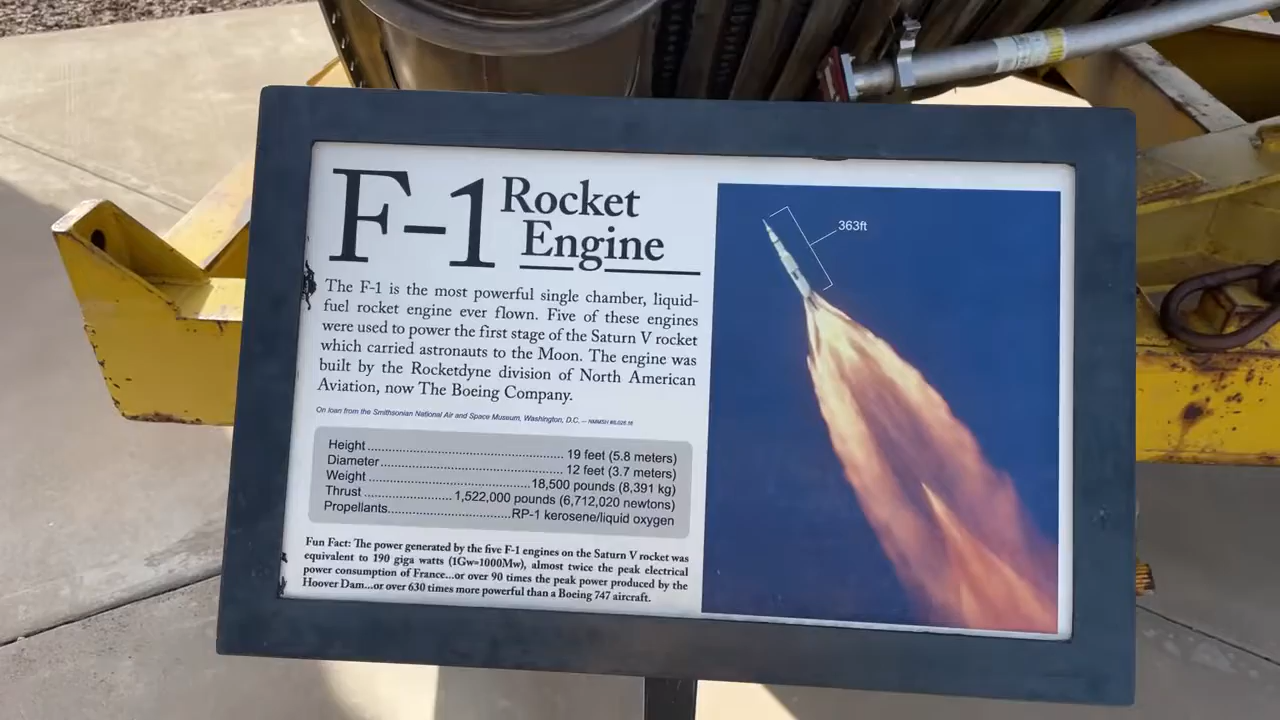 F-1 Rocket
Engine
The F-1 is the most powerful single chamber, liquid-
fuel rocket engine ever flown. Five of these engines
were used to power the first stage of the Saturn V rocket
which carried astronauts to the Moon. The engine was
built by the Rocketdyne division of North American
Aviation, now The Boeing Company.
On loan from the Smithsonian National Air and Space Museum, Washington, D.C. – NMMSH
Height.................................................. 19 feet (5.8 meters)
Diameter.............................................. 12 feet (3.7 meters)
Weight .........................................18,500 pounds (8,391 kg)
Thrust ......................1,522,000 pounds (6,712,020 newtons)
Propellants................................RP-1 kerosene/liquid oxygen
Fun Fact: The power generated by the five F-1 engines on the Saturn V rocket was
equivalent to 190 giga watts (1Gw=1000Mw), almost twice the peak electrical
power consumption of France...or over 90 times the peak power produced by the
Hoover Dam...or over 630 times more powerful than a Boeing 747 aircraft.
363ft